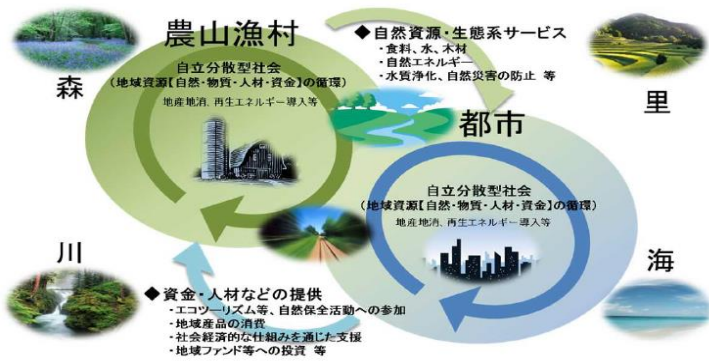 農山漁村
◆自然資源・生態系サービス
・食料、水、木材
・自然エネルギー
・水質浄化、自然災害の防止 等
森
自立分散型社会
(地域資源【自然・物質・人材・資金】の循環)
地産地消、再生エネルギー導入等
里
都市
自立分散型社会
(地域資源【自然・物質・人材・資金】の循環)
地産地消、再生エネルギー導入等
川
海
◆資金・人材などの提供
・エコツーリズム等、自然保全活動への参加
・地域産品の消費
・社会経済的な仕組みを通じた支援
・地域ファンド等への投資 等